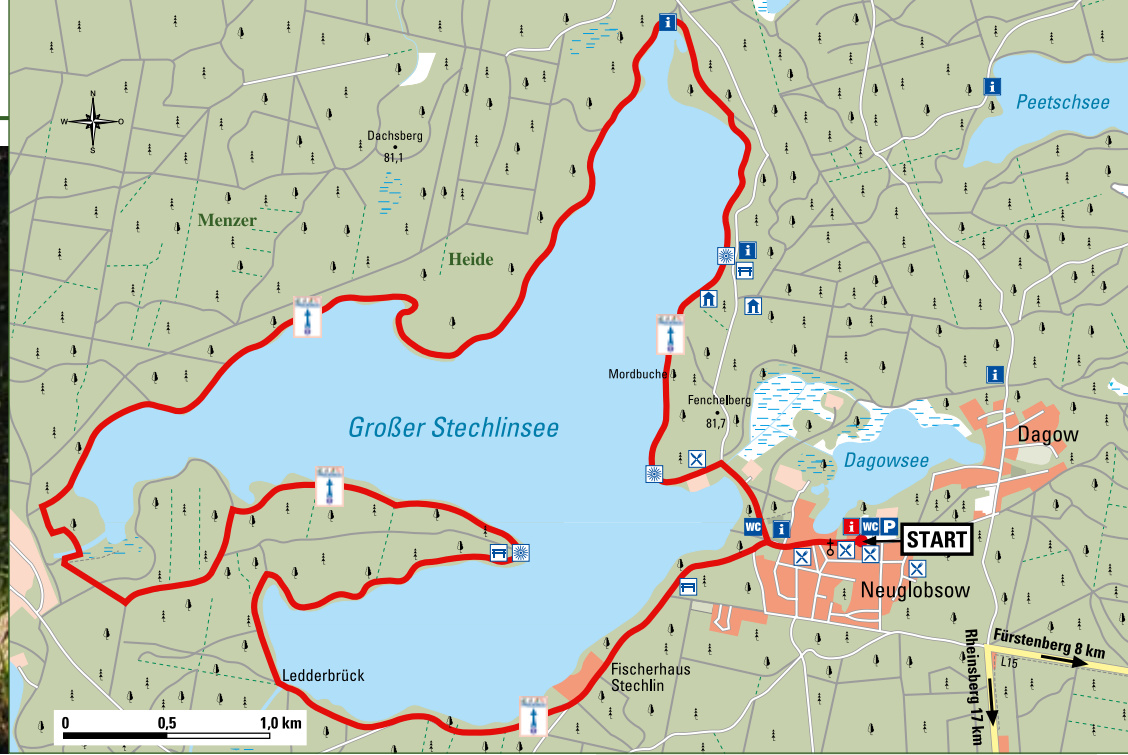 Peetschsee
N
W
O
S
Dachsberg
81,1
Menzer
Heide
Mordbuche
Fenchelberg
81,7
Großer Stechlinsee
Dagow
Dagowsee
WC
WC
P
START
Neuglobsow
Fürstenberg 8 km
L15
Rheinsberg 17 km
Fischerhaus
Stechlin
Ledderbrück
0 0,5 1,0 km